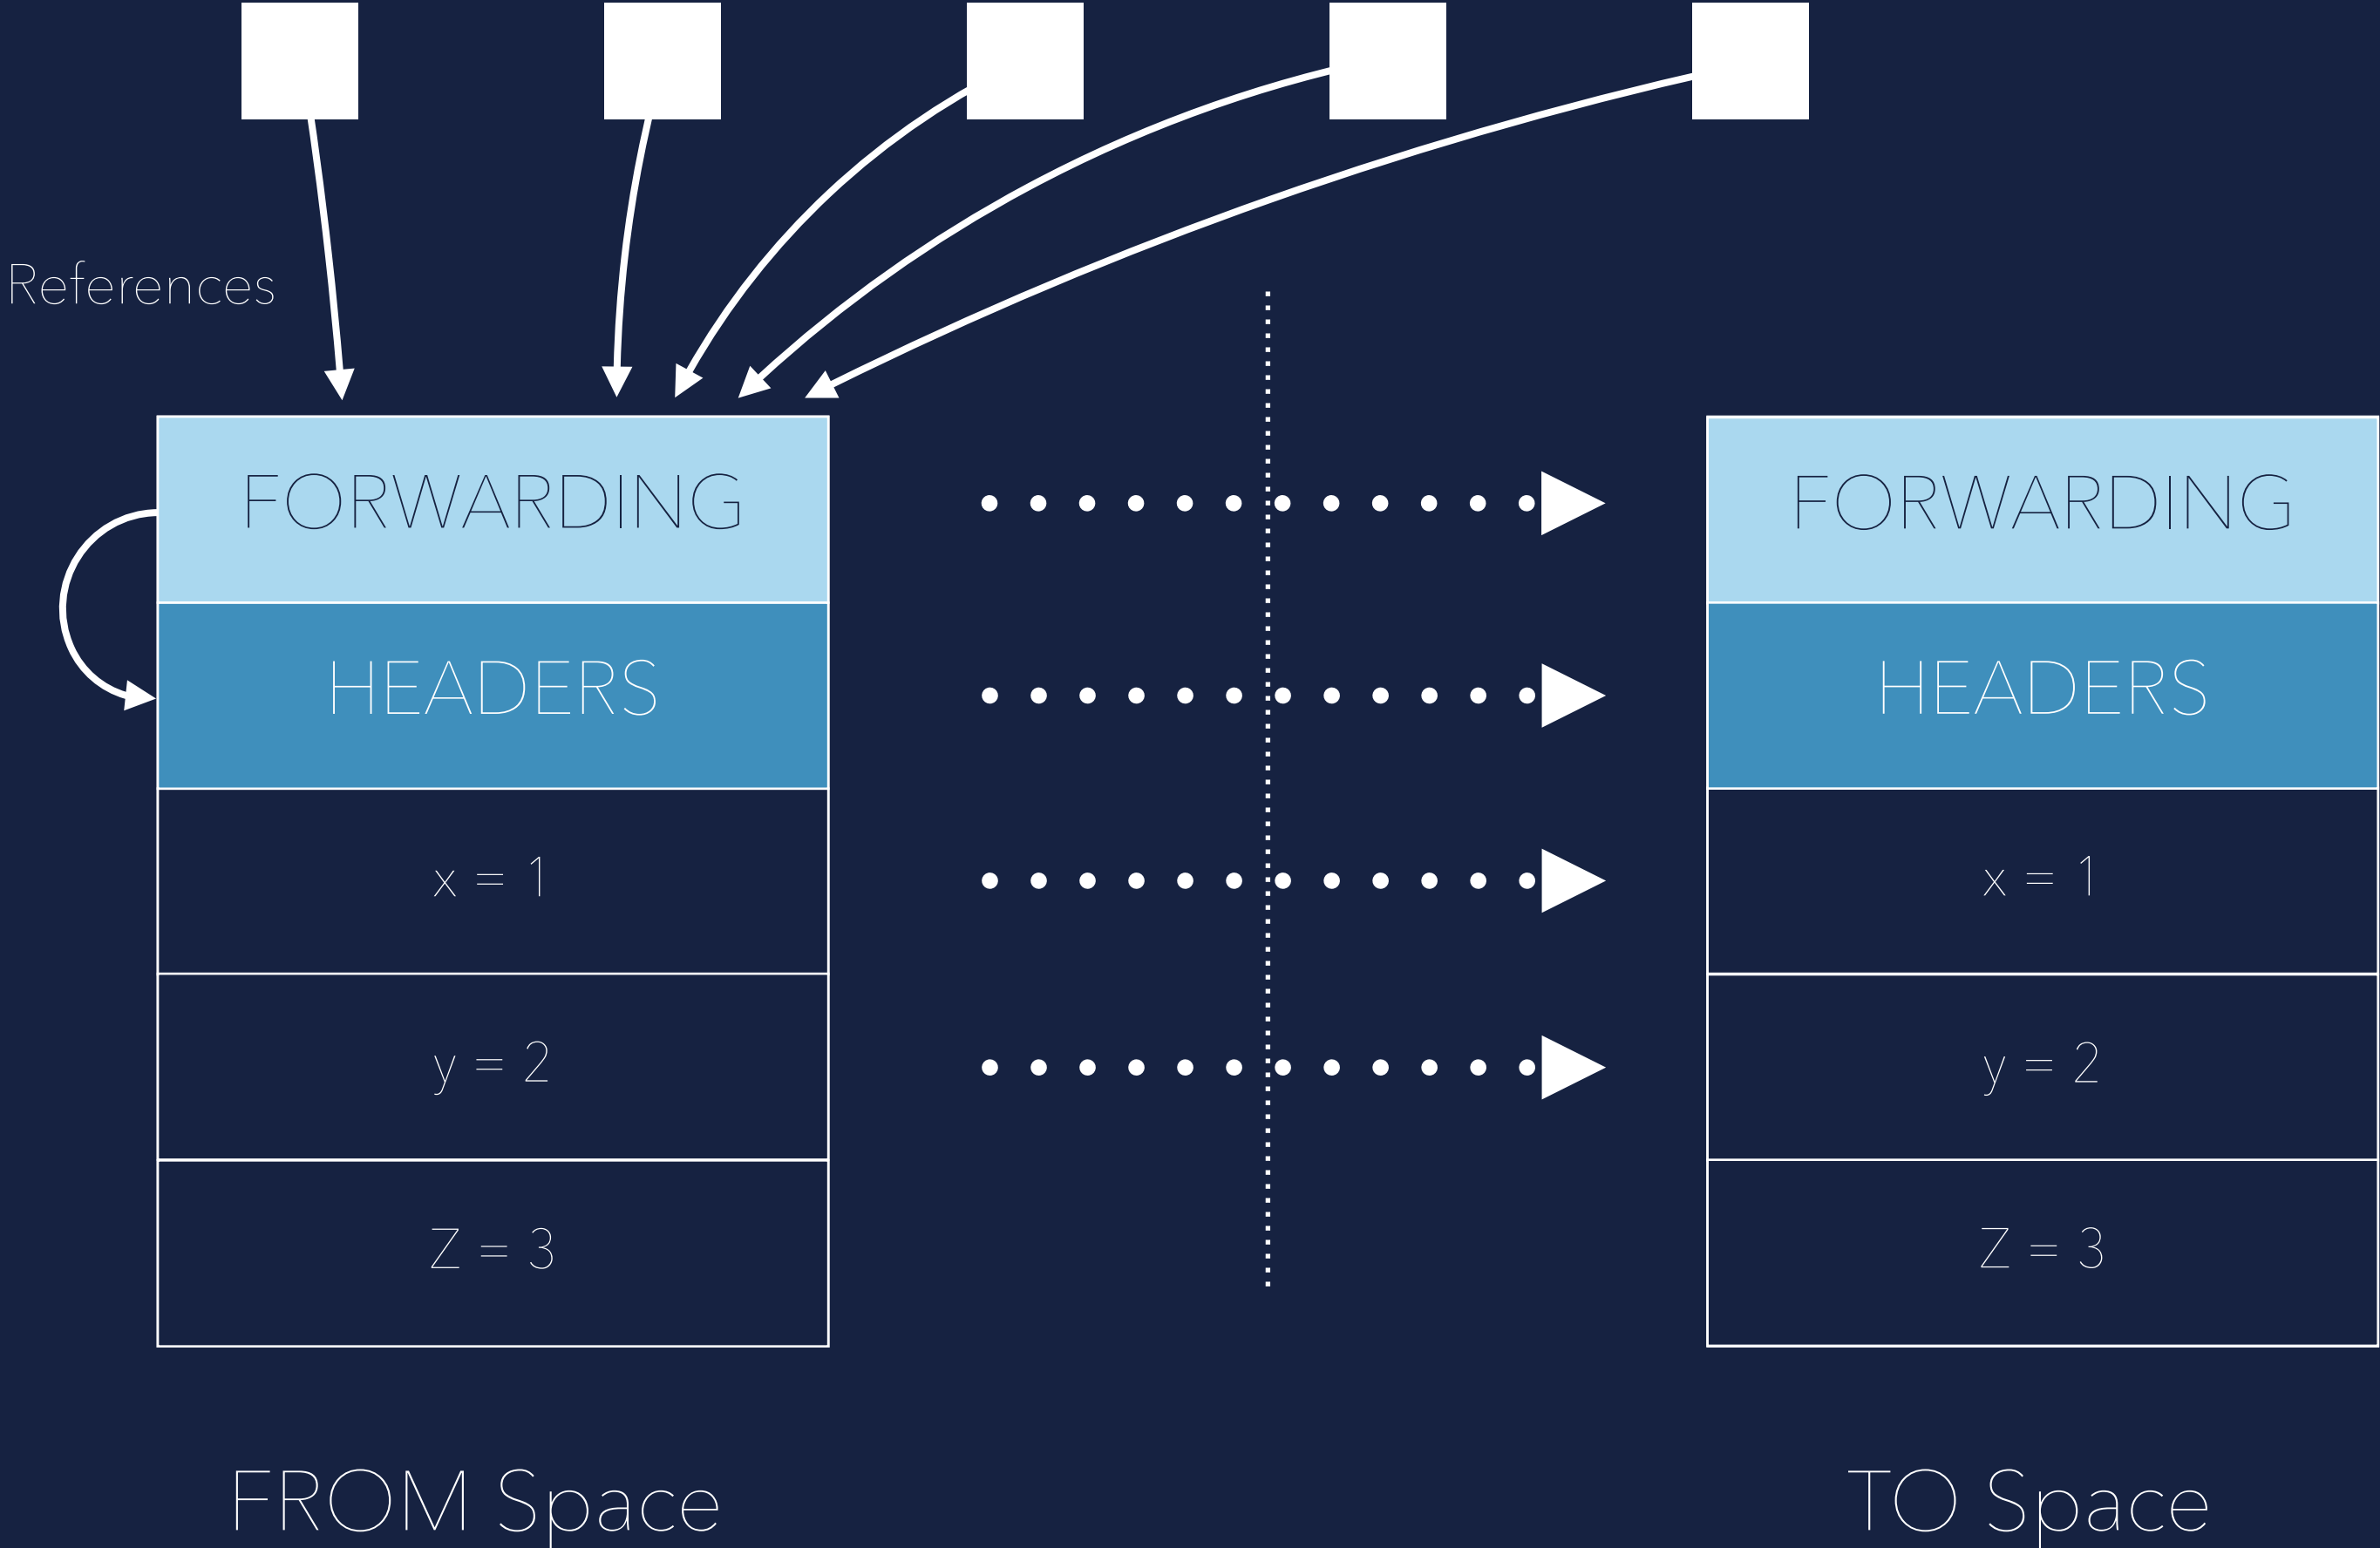 References
FORWARDING
HEADERS
x = 1
y = 2
Z = 3
FROM Space
FORWARDING
HEADERS
x = 1
y = 2
Z = 3
TO Space